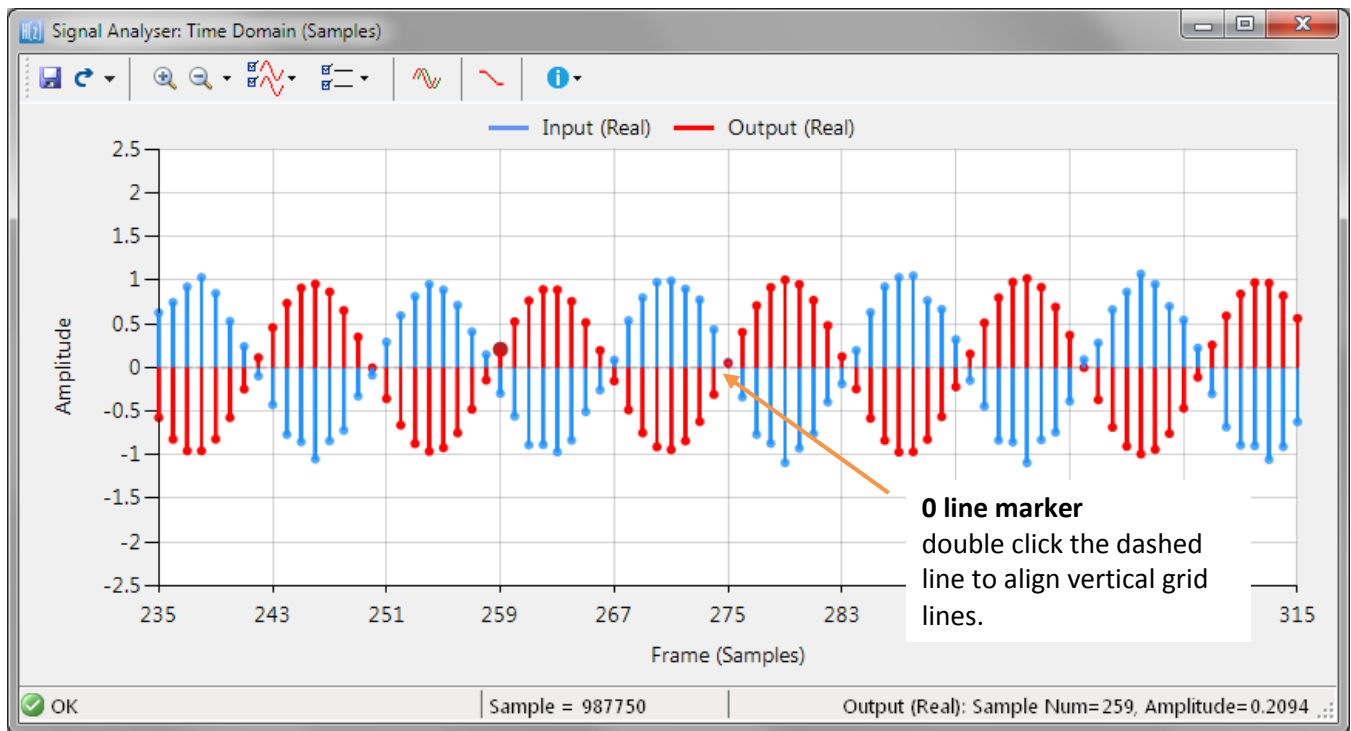 Signal Analyser: Time Domain (Samples)
Input (Real) Output (Real)
2.5
2
1.5
1
0.5
0
-0.5
-1
-1.5
-2
-2.5
Amplitude
0 line marker
double click the dashed
line to align vertical grid
lines.
235 243 251 259 267 275 283 315
Frame (Samples)
OK Sample = 987750 Output (Real): Sample Num=259, Amplitude=0.2094